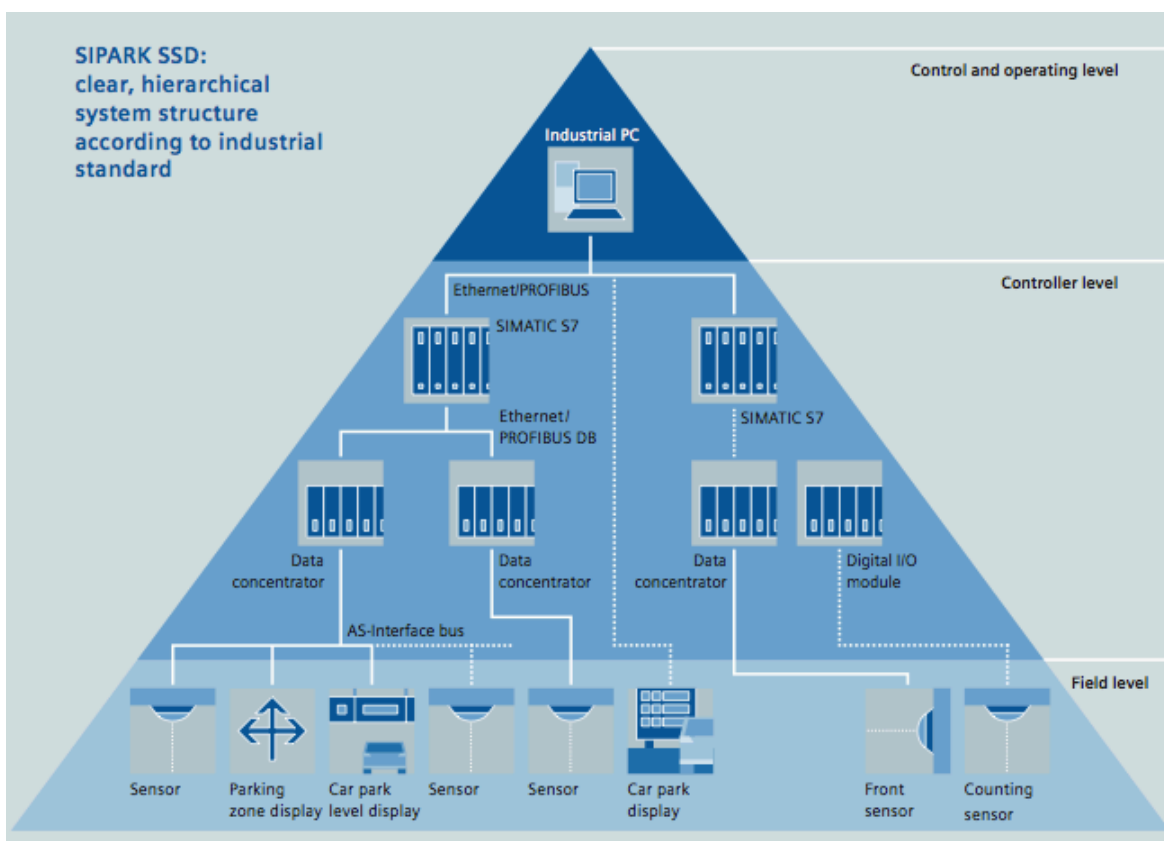 SIPARK SSD:
clear, hierarchical
system structure
according to industrial
standard
Control and operating level
Industrial PC
Controller level
Ethernet/PROFIBUS
SIMATIC S7
Ethernet/
PROFIBUS DB
SIMATIC S7
Data
concentrator
Data
concentrator
Data
concentrator
Digital I/O
module
AS-Interface bus
Field level
Sensor
Parking
zone display
Car park
level display
Sensor
Sensor
Car park
display
Front
sensor
Counting
sensor